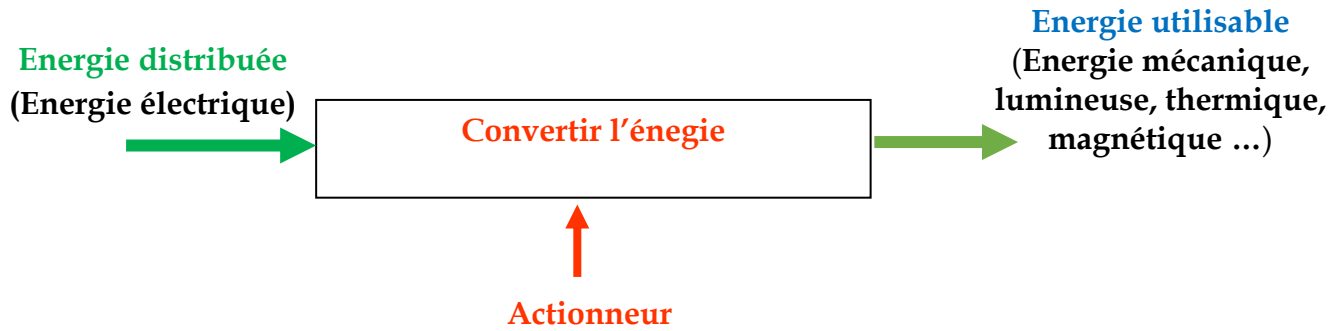 Energie distribuée
(Energie électrique)
Convertir l’énegie
Energie utilisable
(Energie mécanique,
lumineuse, thermique,
magnétique …)
Actionneur